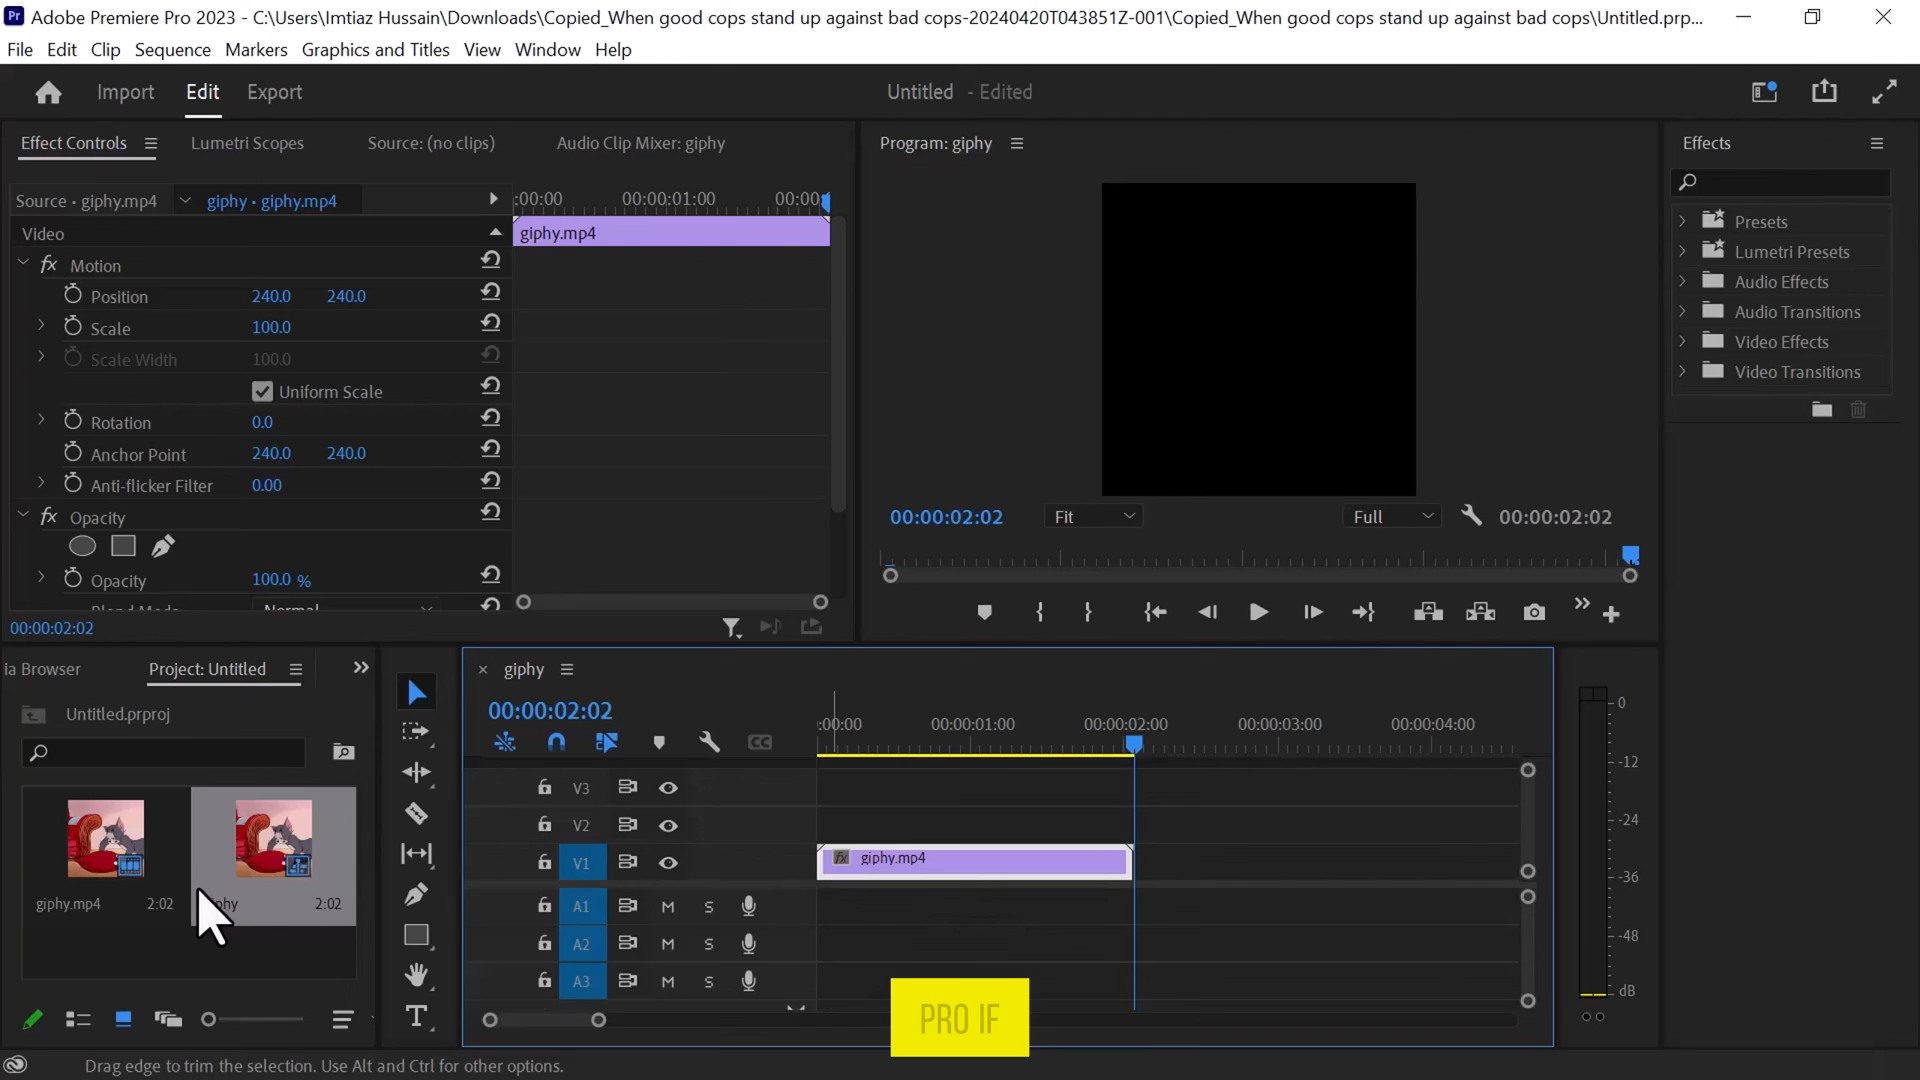 Adobe Premiere Pro 2023 - C:\Users\Imtiaz Hussain\Downloads\Copied_When good cops stand up against bad cops-20240420T043851Z-001\Copied_When good cops stand up against bad cops\Untitled.prp...
File Edit Clip Sequence Markers Graphics and Titles View Window Help
Import Edit Export Untitled - Edited
Effect Controls Lumetri Scopes Source: (no clips) Audio Clip Mixer: giphy
Program: giphy
Effects
Source • giphy.mp4 giphy • giphy.mp4
:00:00 00:00:01:00 00:00:
Video
giphy.mp4
Motion
Position 240.0 240.0
Scale 100.0
Scale Width 100.0
Uniform Scale
Rotation 0.0
Anchor Point 240.0 240.0
Anti-flicker Filter 0.00
Opacity
Opacity 100.0 %
Blend Mode Normal
00:00:02:02
00:00:02:02 Fit Full 00:00:02:02
Presets
Lumetri Presets
Audio Effects
Audio Transitions
Video Effects
Video Transitions
ia Browser Project: Untitled
Untitled.prproj
giphy.mp4 2:02
iphy 2:02
giphy
00:00:02:02
:00:00 00:00:01:00 00:00:02:00 00:00:03:00 00:00:04:00
CC
V3
V2
V1 fx giphy.mp4
A1 M S
A2 M S
A3 M S
0
-12
-24
-36
-48
dB
PRO IF
Drag edge to trim the selection. Use Alt and Ctrl for other options.